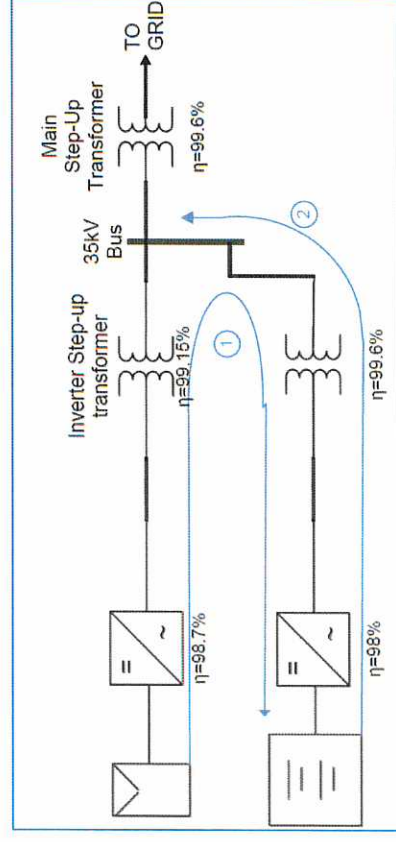 Main
Step-Up
Transformer
TO
GRID
η=99.6%
35kV
Bus
Inverter Step-up
transformer
η=99.15%
η=98.7%
1
2
η=99.6%
η=98%